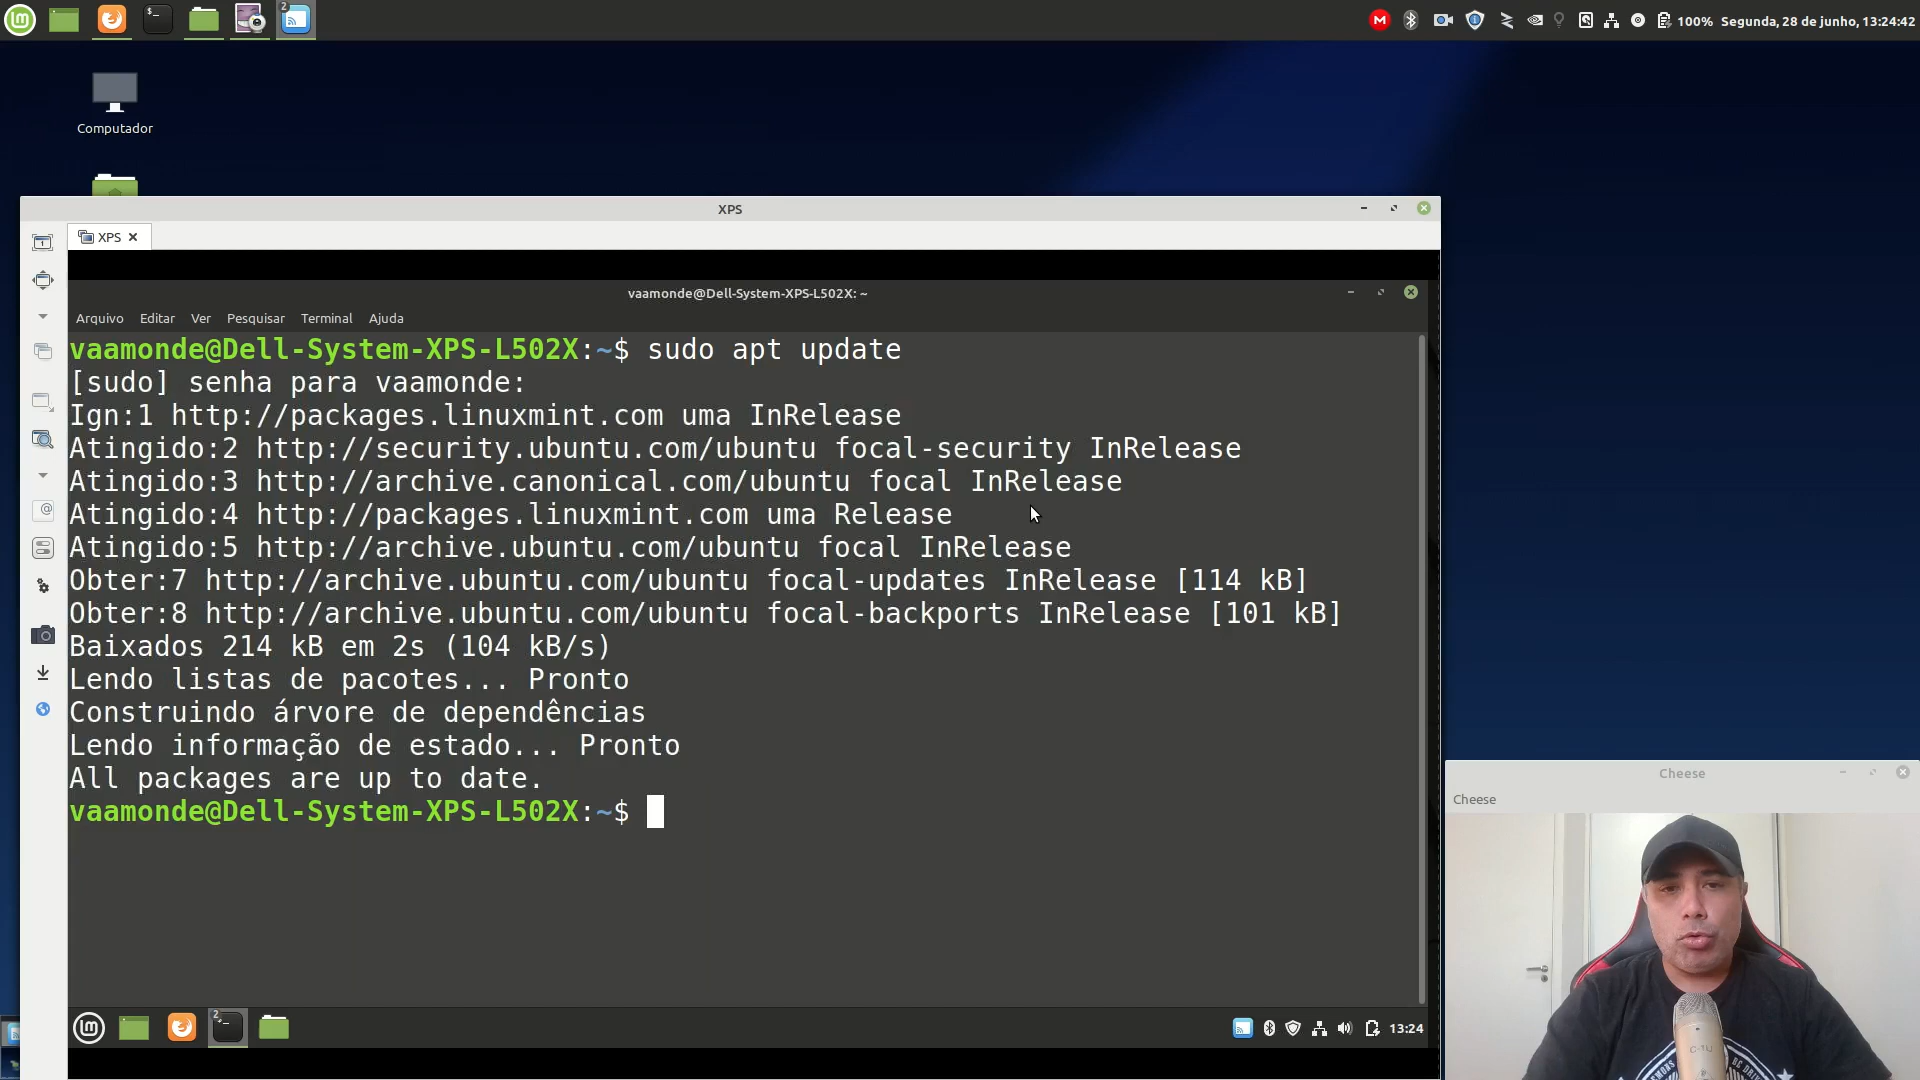 2
100% Segunda, 28 de junho, 13:24:42
Computador
XPS
XPS
vaamonde@Dell-System-XPS-L502X: ~
Arquivo Editar Ver Pesquisar Terminal Ajuda
vaamonde@Dell-System-XPS-L502X:~$ sudo apt update
[sudo] senha para vaamonde:
Ign:1 http://packages.linuxmint.com uma InRelease
Atingido:2 http://security.ubuntu.com/ubuntu focal-security InRelease
Atingido:3 http://archive.canonical.com/ubuntu focal InRelease
Atingido:4 http://packages.linuxmint.com uma Release
Atingido:5 http://archive.ubuntu.com/ubuntu focal InRelease
Obter:7 http://archive.ubuntu.com/ubuntu focal-updates InRelease [114 kB]
Obter:8 http://archive.ubuntu.com/ubuntu focal-backports InRelease [101 kB]
Baixados 214 kB em 2s (104 kB/s)
Lendo listas de pacotes... Pronto
Construindo árvore de dependências
Lendo informação de estado... Pronto
All packages are up to date.
vaamonde@Dell-System-XPS-L502X:~$
Cheese
Cheese
2
13:24